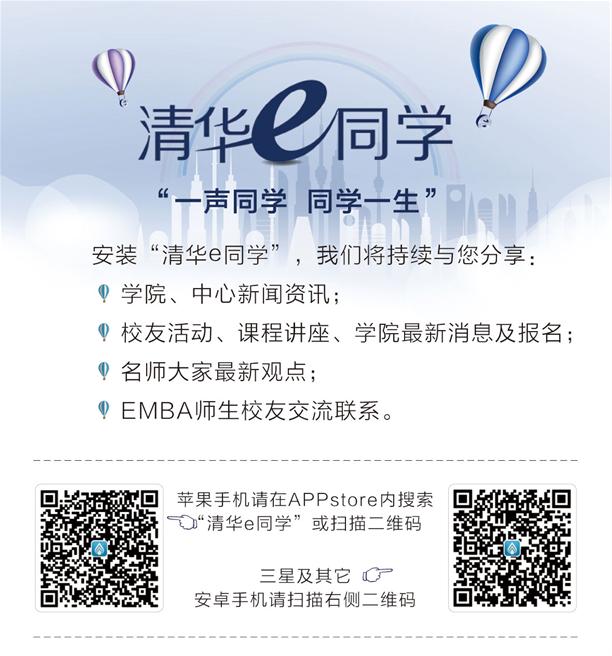 清华e同学
“一声同学 同学一生”
安装“清华e同学”，我们将持续与您分享：
学院、中心新闻资讯；
校友活动、课程讲座、学院最新消息及报名；
名师大家最新观点；
EMBA师生校友交流联系。
苹果手机请在APPstore内搜索
“清华e同学”或扫描二维码
三星及其它
安卓手机请扫描右侧二维码